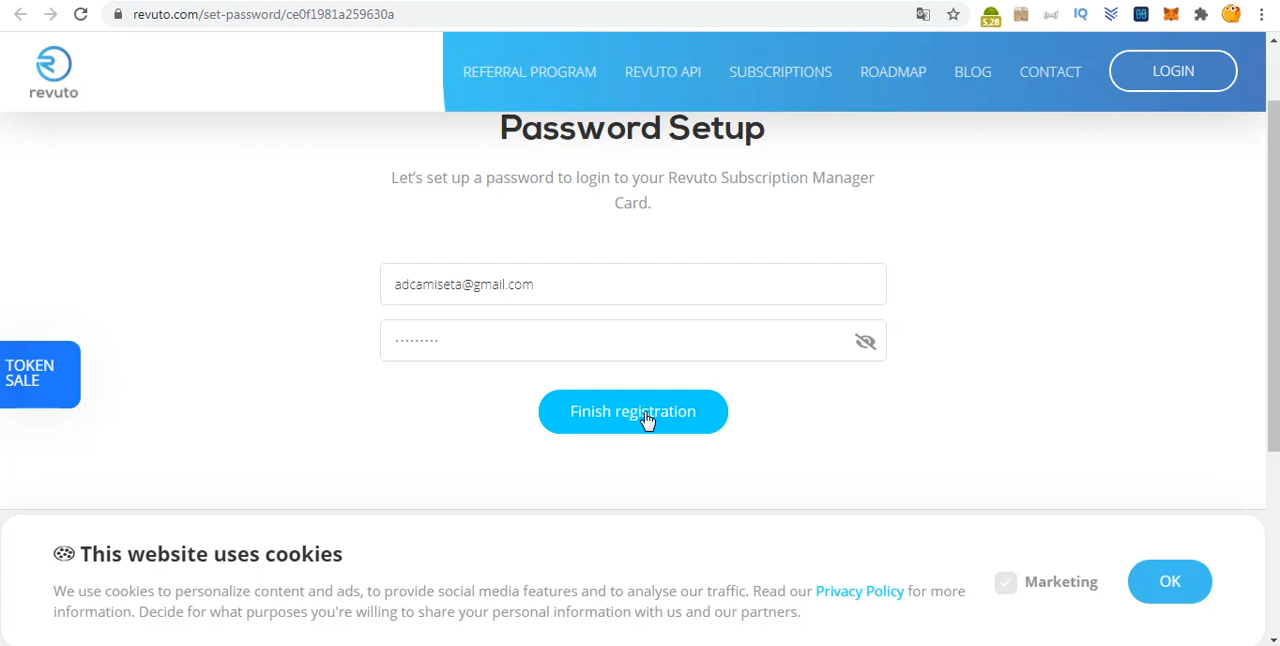 revuto.com/set-password/ce0f1981a259630a
5,28
IQ
revuto
REFERRAL PROGRAM REVUTO API SUBSCRIPTIONS ROADMAP BLOG CONTACT LOGIN
Password Setup
Let's set up a password to login to your Revuto Subscription Manager
Card.
adcamiseta@gmail.com
·········
TOKEN
SALE
Finish registration
This website uses cookies
We use cookies to personalize content and ads, to provide social media features and to analyse our traffic. Read our Privacy Policy for more
information. Decide for what purposes you're willing to share your personal information with us and our partners.
Marketing
OK